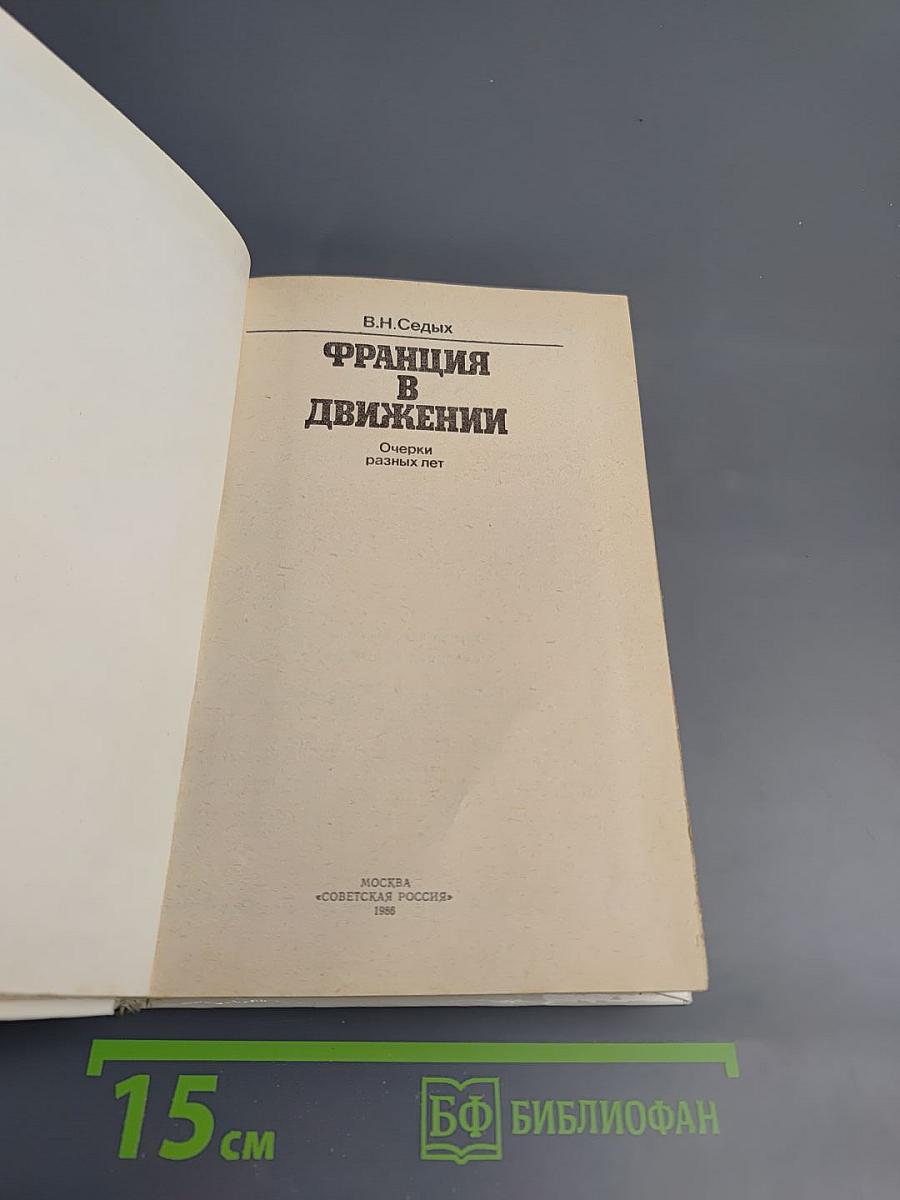 В.Н.Седых
ФРАНЦИЯ
В
ДВИЖЕНИИ
Очерки
разных лет
МОСКВА
«СОВЕТСКАЯ РОССИЯ»
1986
15 см
БФ БИБЛИОФАН